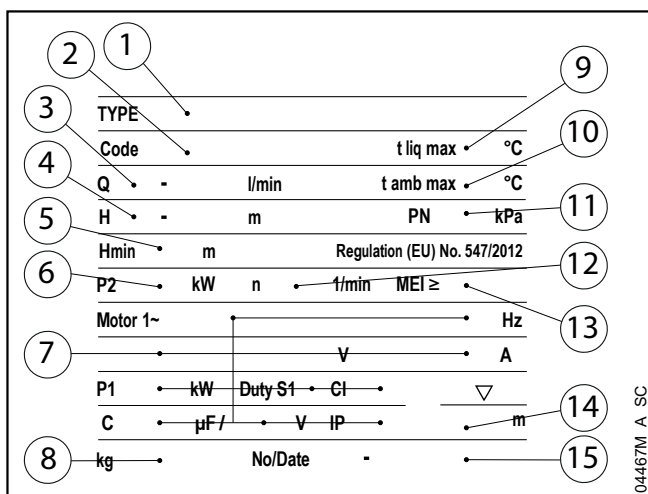 1
2
9
3
TYPE
10
Code t liq max °C
4
Q - l/min t amb max °C
11
H - m PN kPa
5
Hmin m Regulation (EU) No. 547/2012
6
12
P2 kW n 1/min MEI ≥
13
Motor 1~ Hz
7
V A
P1 kW Duty S1 Cl ▽
14
C µF / V IP m
8
kg No/Date -
15
04467M A SC